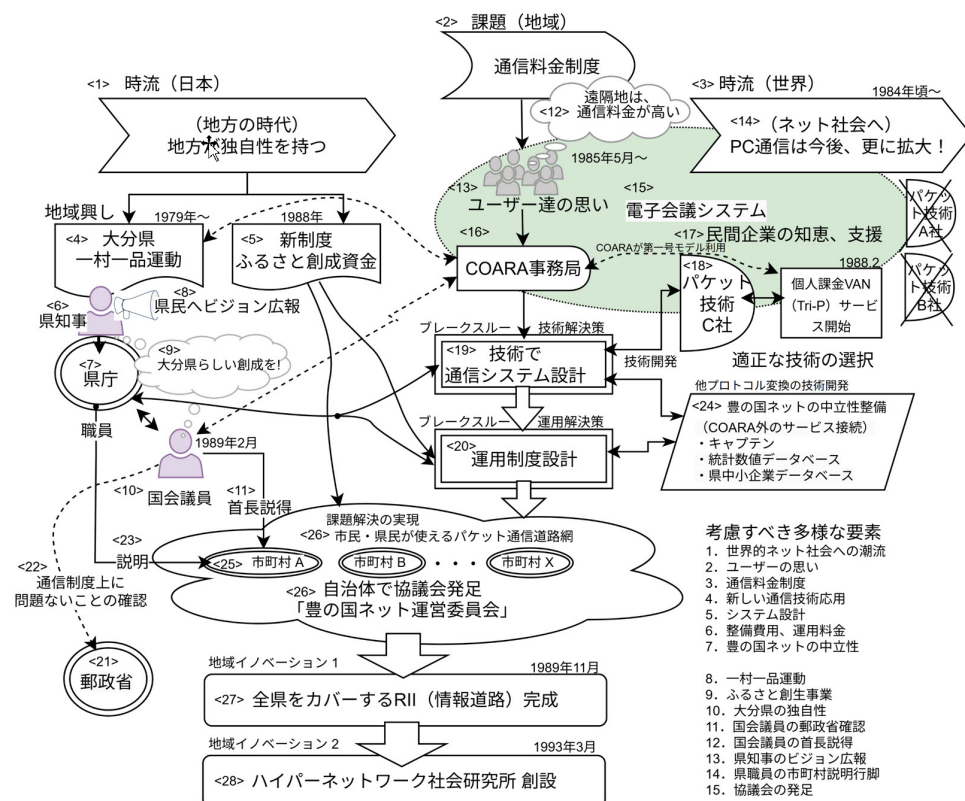 <2> 課題（地域）
通信料金制度
<1> 時流（日本）
（地方の時代）
地方 独自性を持つ
遠隔地は、
<12> 通信料金が高い
<3> 時流（世界）
1984年頃～
<14> （ネット社会へ）
PC通信は今後、更に拡大！
1985年5月～
<13>
ユーザー達の思い
<15>
電子会議システム
<16>
COARA事務局
<17> 民間企業の知恵、支援
COARAが第一号モデル利用
パケッ
ト技術
A社
パケッ
ト技術
B社
<18>
パケット
技術
C社
1988.2
個人課金VAN
（Tri-P）サービ
ス開始
適正な技術の選択
地域興し
1979年～
<4> 大分県
一村一品運動
1988年
<5> 新制度
ふるさと創成資金
<6>
県知事
<8>
県民へビジョン広報
<7>
県庁
<9>
大分県らしい創成を!
職員
1989年2月
<10> 国会議員
<11>
首長説得
ブレークスルー 技術解決策
<19> 技術で
通信システム設計
技術開発
ブレークスルー 運用解決策
<20> 運用制度設計
他プロトコル変換の技術開発
<24> 豊の国ネットの中立性整備
（COARA外のサービス接続）
・キャプテン
・統計数値データベース
・県中小企業データベース
課題解決の実現
<26> 市民・県民が使えるパケット通信道路網
<23>
説明
<25> 市町村 A
市町村 B
・・・
市町村 X
<26> 自治体で協議会発足
「豊の国ネット運営委員会」
<22>
通信制度上に
問題ないことの確認
<21>
郵政省
地域イノベーション 1
1989年11月
<27> 全県をカバーするRII（情報道路）完成
地域イノベーション 2
1993年3月
<28> ハイパーネットワーク社会研究所 創設
考慮すべき多様な要素
1．世界的ネット社会への潮流
2．ユーザーの思い
3．通信料金制度
4．新しい通信技術応用
5．システム設計
6．整備費用、運用料金
7．豊の国ネットの中立性
8．一村一品運動
9．ふるさと創生事業
10．大分県の独自性
11．国会議員の郵政省確認
12．国会議員の首長説得
13．県知事のビジョン広報
14．県職員の市町村説明行脚
15．協議会の発足